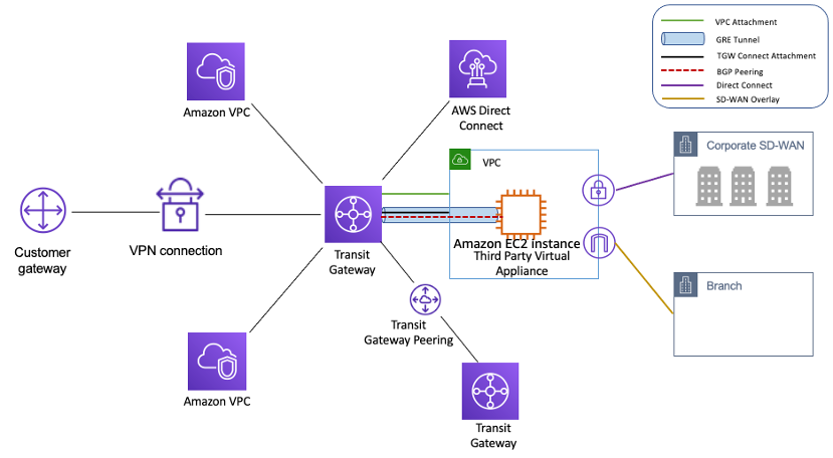 VPC Attachment
GRE Tunnel
TGW Connect Attachment
BGP Peering
Direct Connect
SD-WAN Overlay
Amazon VPC
AWS Direct
Connect
VPC
Corporate SD-WAN
Customer
gateway
VPN connection
Transit
Gateway
Amazon EC2 instance
Third Party Virtual
Appliance
Branch
Transit
Gateway Peering
Amazon VPC
Transit
Gateway